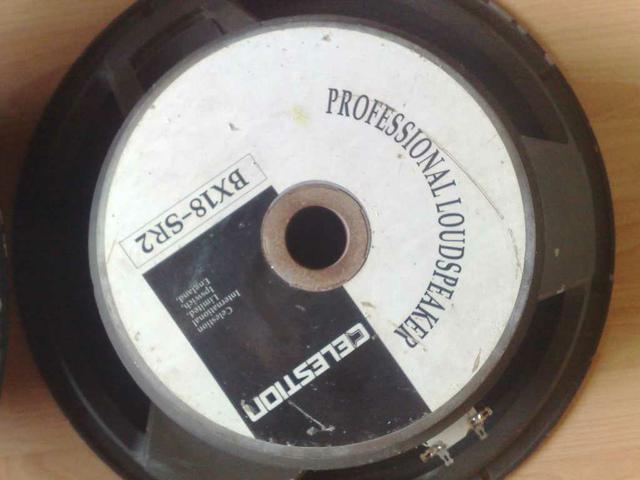 PROFESSIONAL LOUDSPEAKER
BX18-SR2
CELESTION
Celestion
International
Limited.
Ipswich,
England.